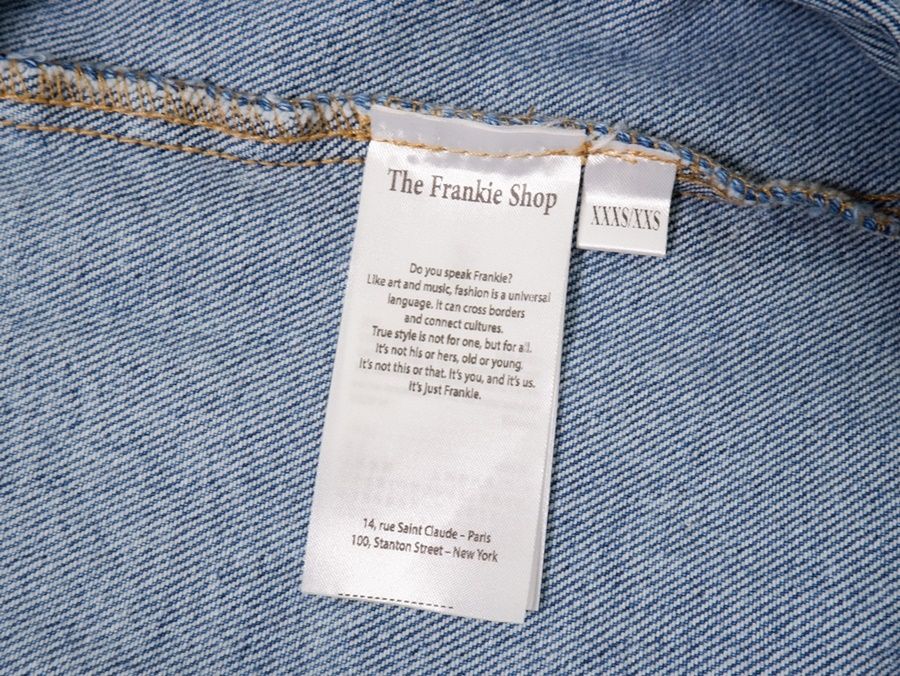 The Frankie Shop
XXXS/XXS
Do you speak Frankie?
Like art and music, fashion is a universal
language. It can cross borders
and connect cultures.
True style is not for one, but for all.
It's not his or hers, old or young.
It's not this or that. It's you, and it's us.
It's just Frankie.
14, rue Saint Claude – Paris
100, Stanton Street – New York